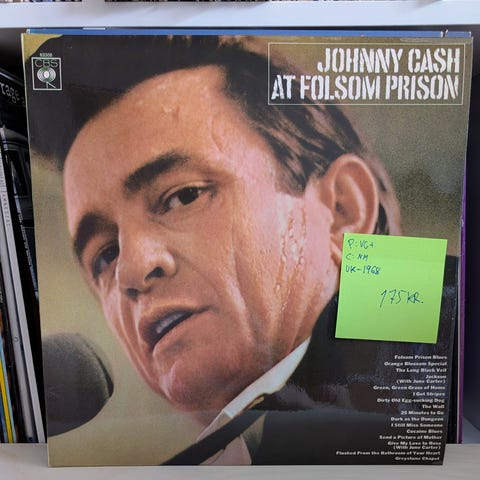 63308
CBS
JOHNNY CASH
AT FOLSOM PRISON
P: VG+
C: NM
UK-1968
175 KR.
Folsom Prison Blues
Orange Blossom Special
The Long Black Veil
Jackson
(With June Carter)
Green, Green Grass of Home
I Got Stripes
Dirty Old Egg-sucking Dog
The Wall
25 Minutes to Go
Dark as the Dungeon
I Still Miss Someone
Cocaine Blues
Send a Picture of Mother
Give My Love to Rose
(With June Carter)
Flushed From the Bathroom of Your Heart
Greystone Chapel